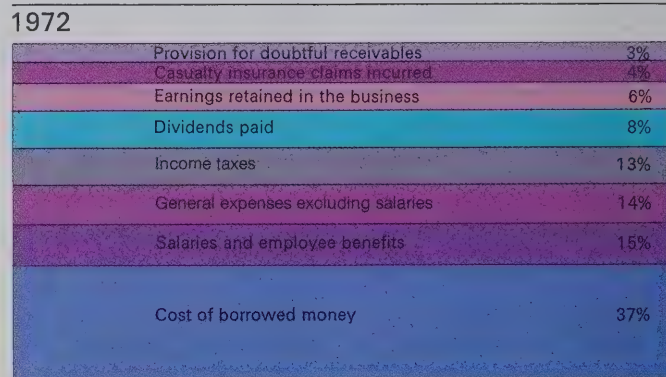 1972
Provision for doubtful receivables 3%
Casualty insurance claims incurred 4%
Earnings retained in the business 6%
Dividends paid 8%
Income taxes 13%
General expenses excluding salaries 14%
Salaries and employee benefits 15%
Cost of borrowed money 37%